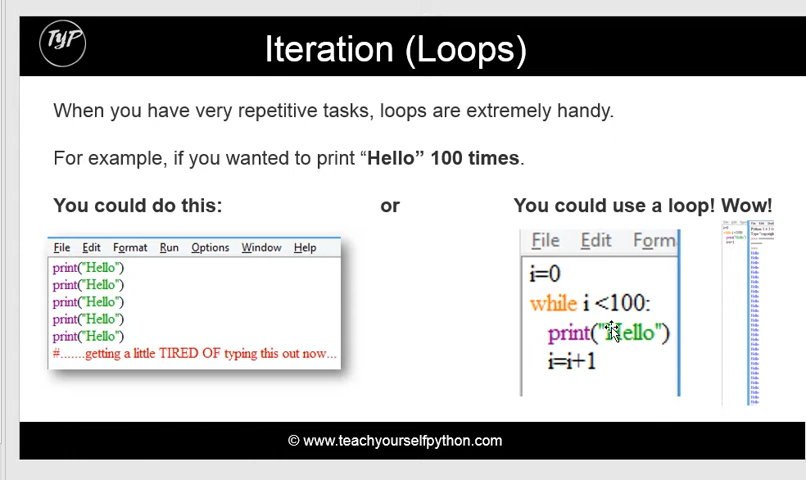 TYP
Iteration (Loops)
When you have very repetitive tasks, loops are extremely handy.
For example, if you wanted to print “Hello” 100 times.
You could do this:
or
You could use a loop! Wow!
File Edit Format Run Options Window Help
print("Hello")
print("Hello")
print("Hello")
print("Hello")
print("Hello")
#.......getting a little TIRED OF typing this out now...
File Edit Form
i=0
while i <100:
print("Hello")
i=i+1
© www.teachyourselfpython.com